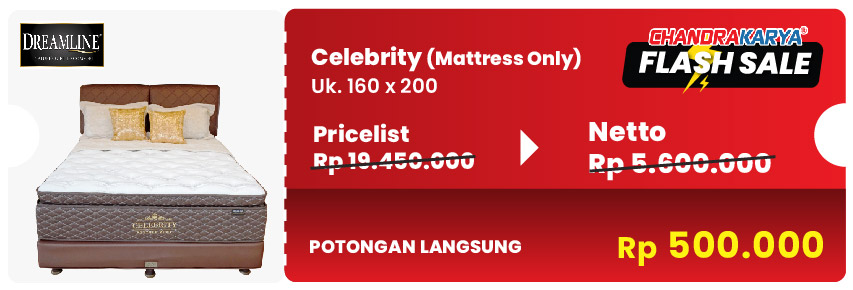 DREAMLINE
Celebrity (Mattress Only)
Uk. 160 x 200
CHANDRAKARYA®
FLASH SALE
Pricelist
Rp 19.450.000
Netto
Rp 5.600.000
CELEBRITY
POTONGAN LANGSUNG
Rp 500.000